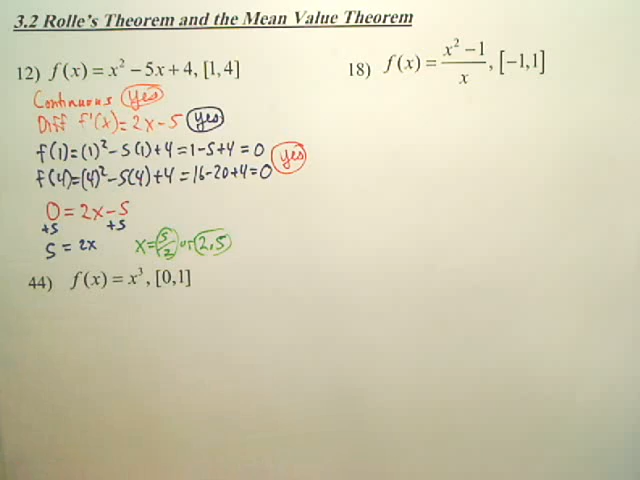 3.2 Rolle's Theorem and the Mean Value Theorem
12) f(x) = x² − 5x + 4, [1, 4]
Continuous yes
Diff f'(x) = 2x − 5 yes
f(1) = (1)² − 5(1) + 4 = 1 − 5 + 4 = 0
f(4) = (4)² − 5(4) + 4 = 16 − 20 + 4 = 0
yes
0 = 2x − 5
+5 +5
5 = 2x x = 5/2 or 2.5
44) f(x) = x³, [0,1]
18) f(x) = (x² − 1)/x, [−1,1]